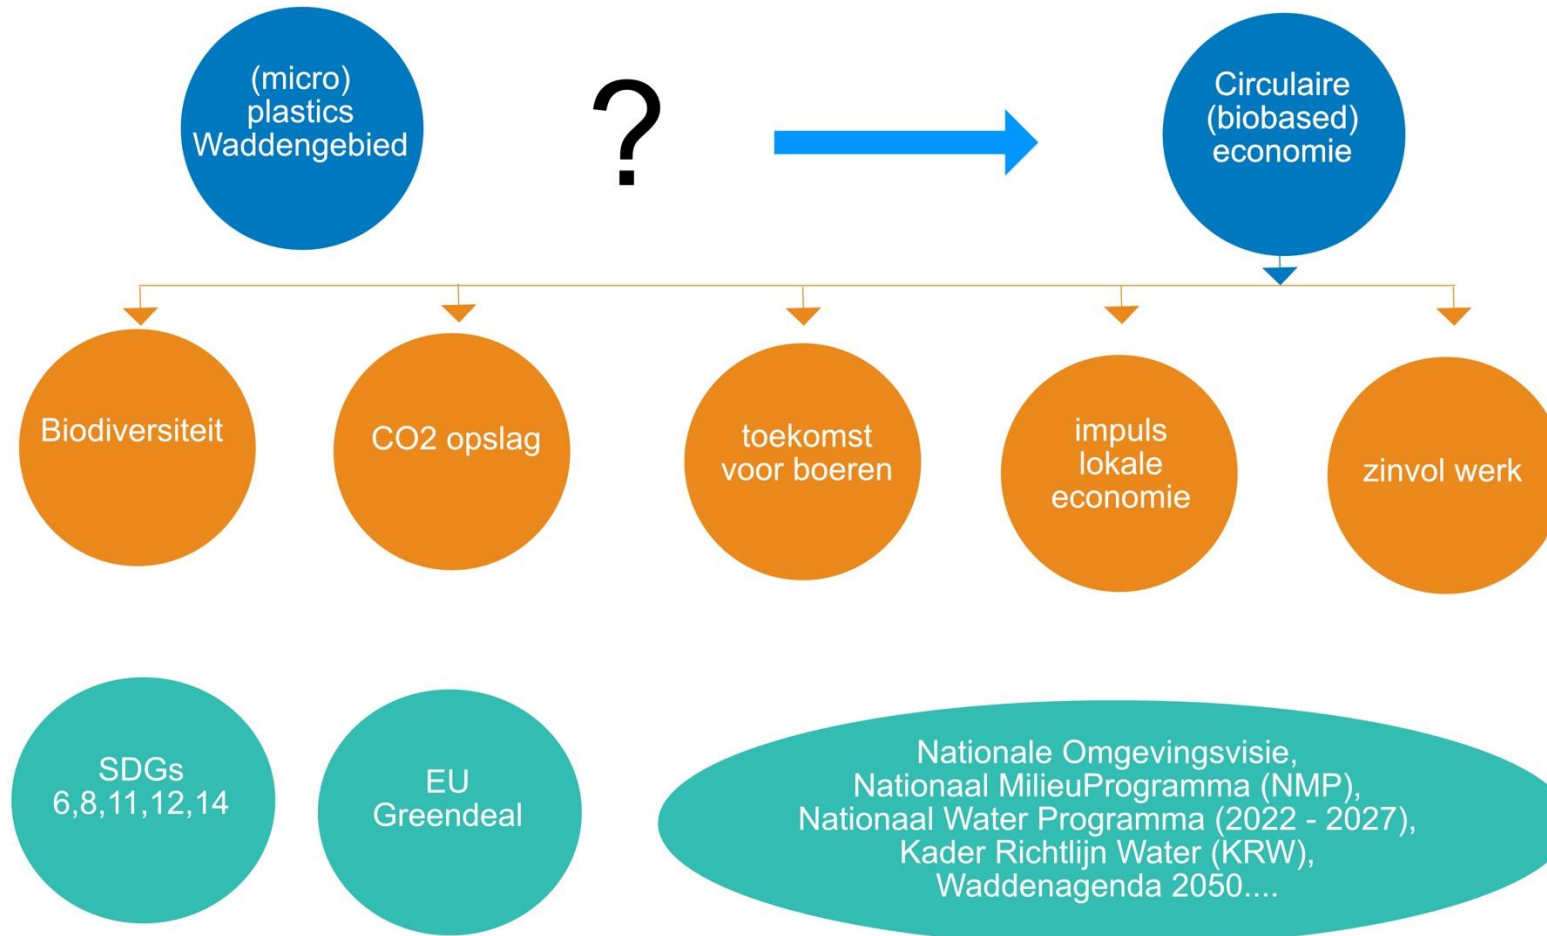 (micro)
plastics
Waddengebied
?
Circulaire
(biobased)
economie
Biodiversiteit
CO2 opslag
toekomst
voor boeren
impuls
lokale
economie
zinvol werk
SDGs
6,8,11,12,14
EU
Greendeal
Nationale Omgevingsvisie,
Nationaal MilieuProgramma (NMP),
Nationaal Water Programma (2022 - 2027),
Kader Richtlijn Water (KRW),
Waddenagenda 2050....